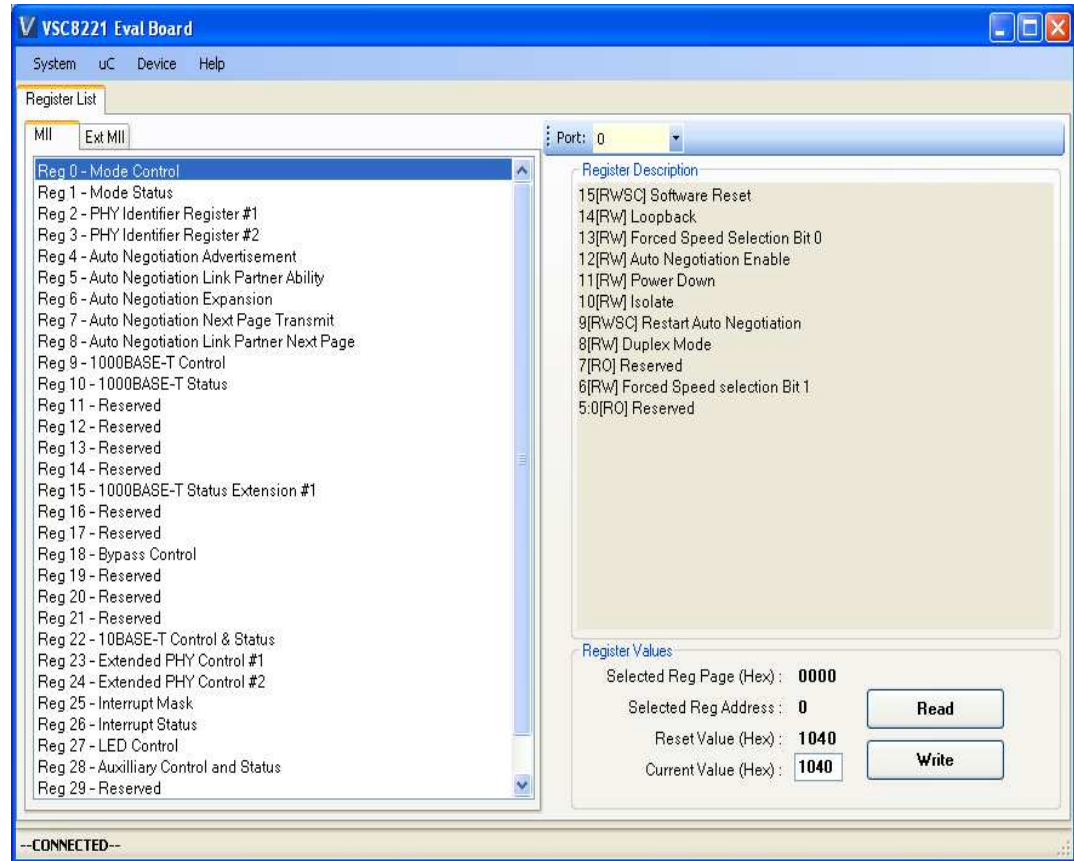 VSC8221 Eval Board
System uC Device Help
Register List
MII Ext MII
Port: 0
Reg 0 - Mode Control
Reg 1 - Mode Status
Reg 2 - PHY Identifier Register #1
Reg 3 - PHY Identifier Register #2
Reg 4 - Auto Negotiation Advertisement
Reg 5 - Auto Negotiation Link Partner Ability
Reg 6 - Auto Negotiation Expansion
Reg 7 - Auto Negotiation Next Page Transmit
Reg 8 - Auto Negotiation Link Partner Next Page
Reg 9 - 1000BASE-T Control
Reg 10 - 1000BASE-T Status
Reg 11 - Reserved
Reg 12 - Reserved
Reg 13 - Reserved
Reg 14 - Reserved
Reg 15 - 1000BASE-T Status Extension #1
Reg 16 - Reserved
Reg 17 - Reserved
Reg 18 - Bypass Control
Reg 19 - Reserved
Reg 20 - Reserved
Reg 21 - Reserved
Reg 22 - 10BASE-T Control & Status
Reg 23 - Extended PHY Control #1
Reg 24 - Extended PHY Control #2
Reg 25 - Interrupt Mask
Reg 26 - Interrupt Status
Reg 27 - LED Control
Reg 28 - Auxilliary Control and Status
Reg 29 - Reserved
Register Description
15[RWSC] Software Reset
14[RW] Loopback
13[RW] Forced Speed Selection Bit 0
12[RW] Auto Negotiation Enable
11[RW] Power Down
10[RW] Isolate
9[RWSC] Restart Auto Negotiation
8[RW] Duplex Mode
7[RO] Reserved
6[RW] Forced Speed selection Bit 1
5:0[RO] Reserved
Register Values
Selected Reg Page (Hex) : 0000
Selected Reg Address : 0
Reset Value (Hex) : 1040
Current Value (Hex) : 1040
Read
Write
--CONNECTED--